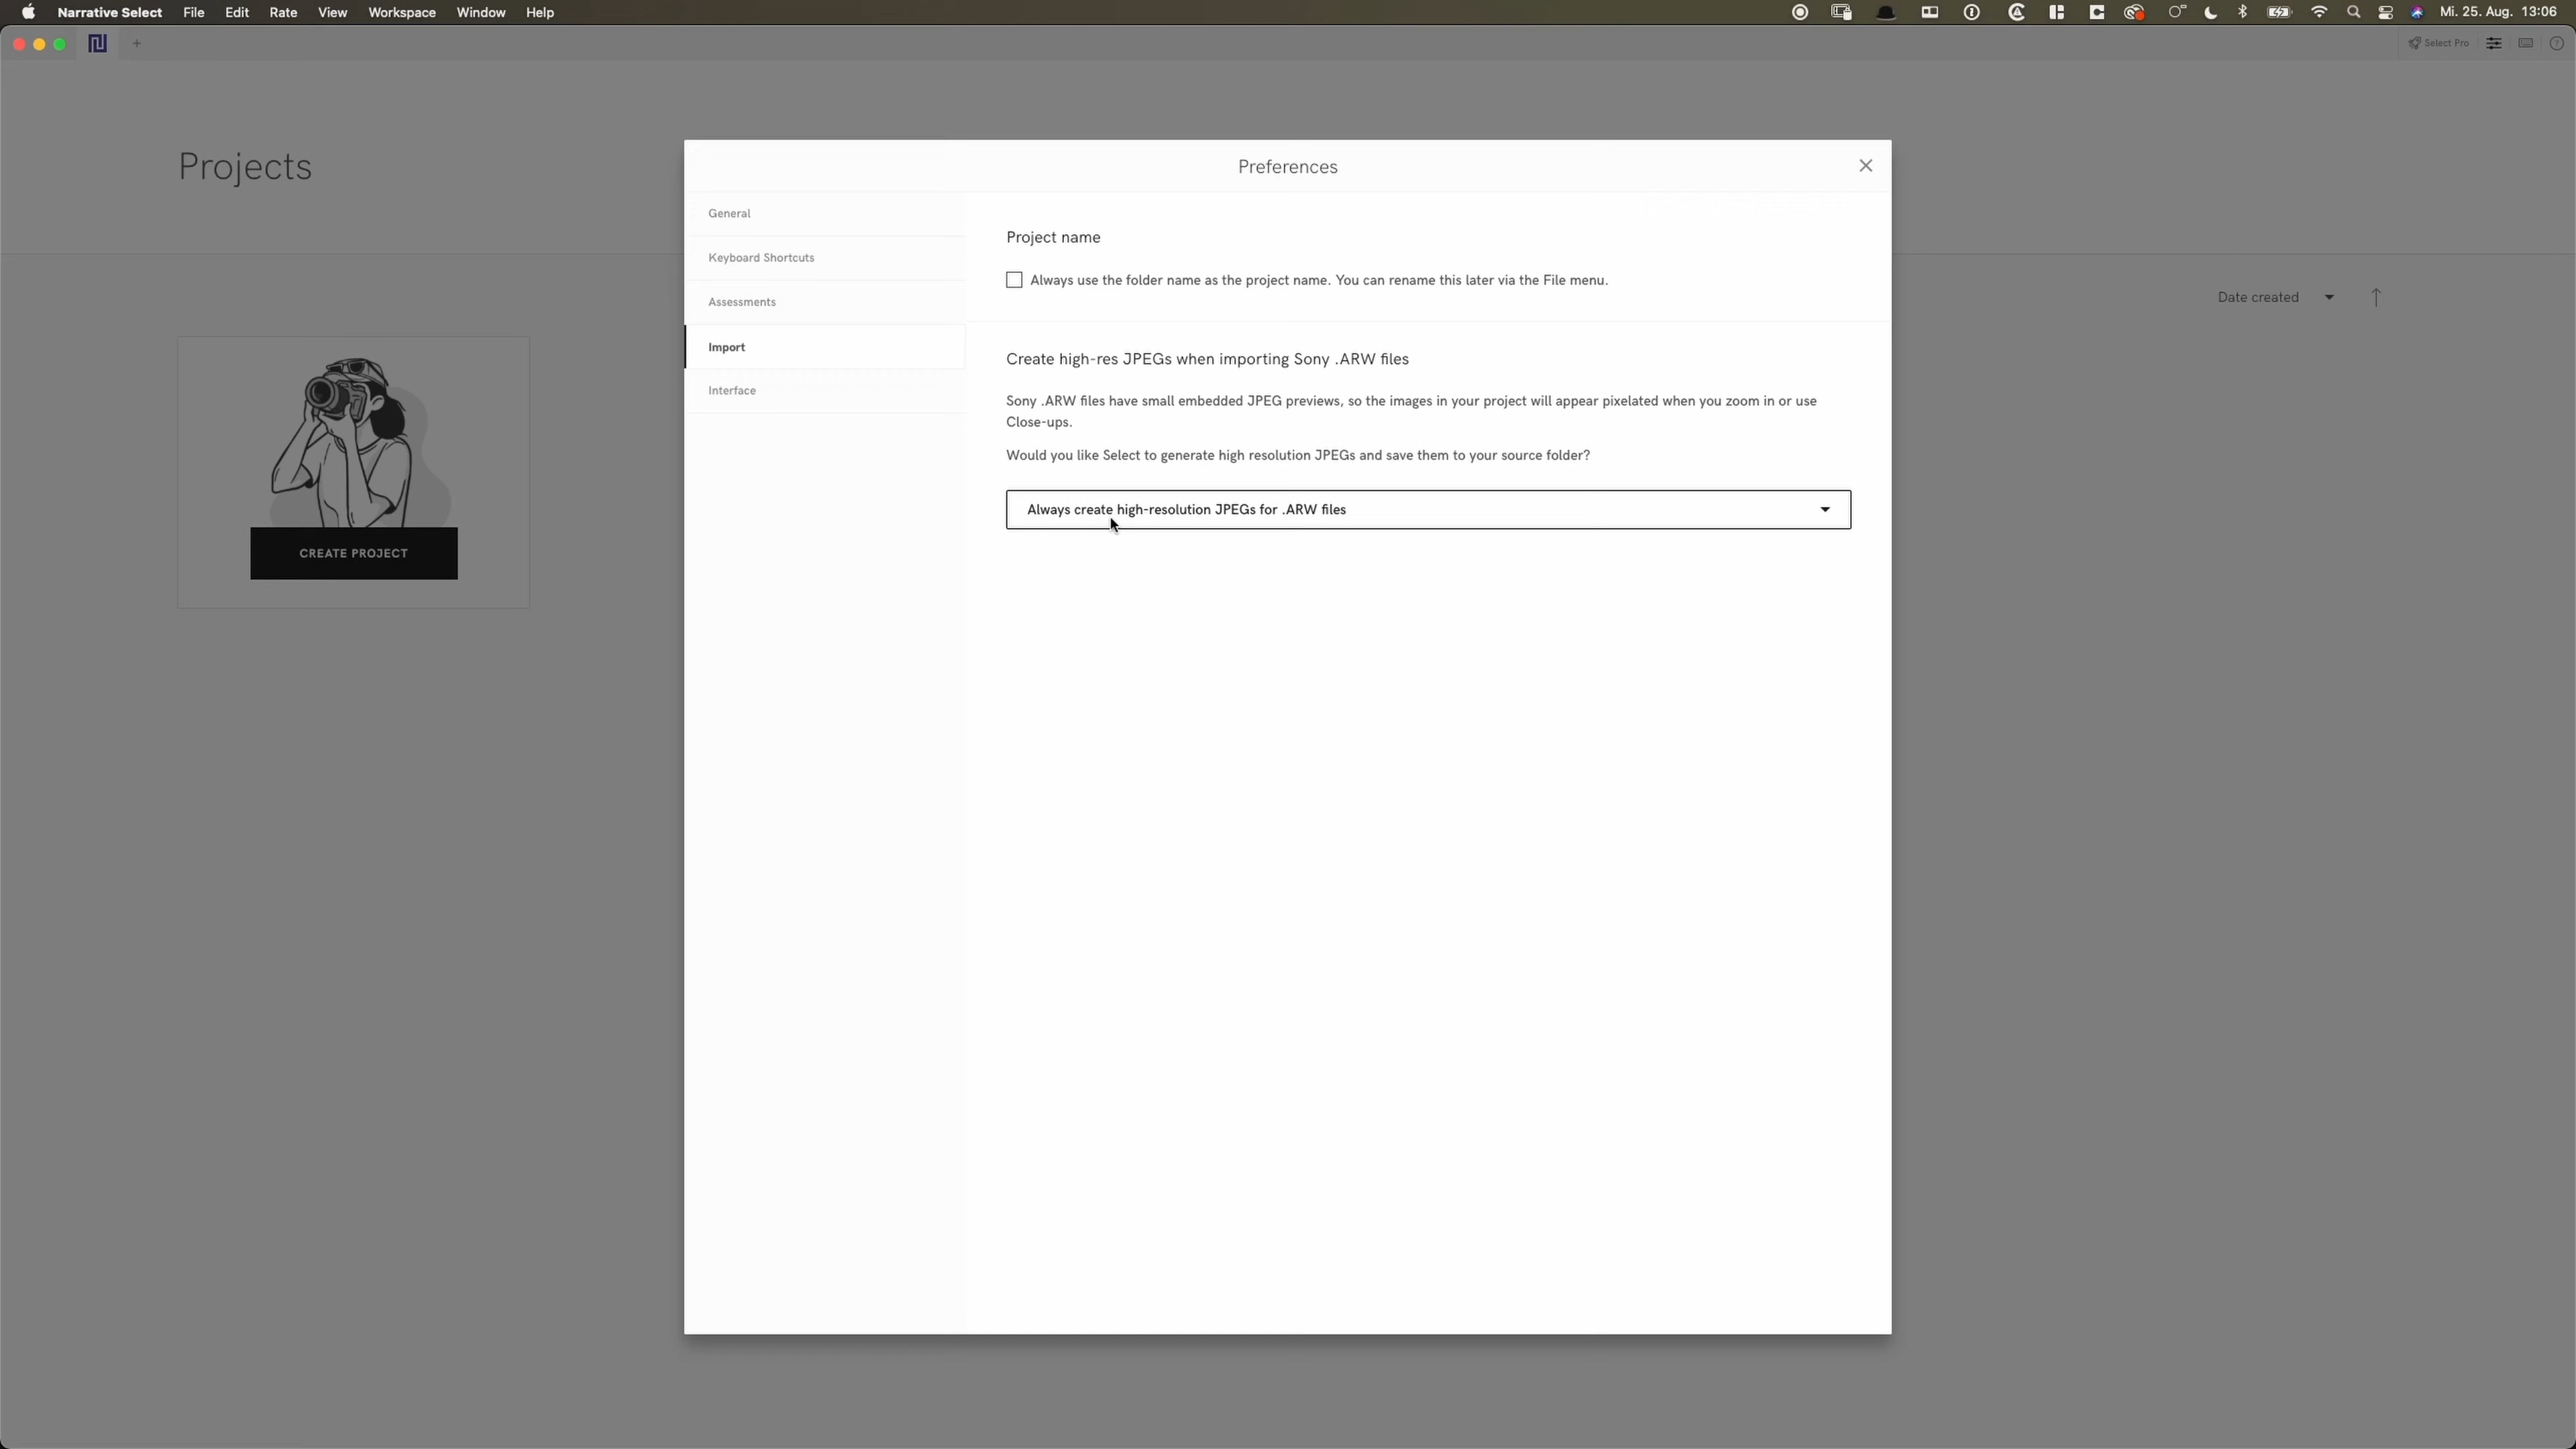 Narrative Select File Edit Rate View Workspace Window Help Mi. 25. Aug. 13:06
Select Pro
Projects
Preferences
General
Keyboard Shortcuts
Assessments
Import
Interface
Project name
Always use the folder name as the project name. You can rename this later via the File menu.
Create high-res JPEGs when importing Sony .ARW files
Sony .ARW files have small embedded JPEG previews, so the images in your project will appear pixelated when you zoom in or use
Close-ups.
Would you like Select to generate high resolution JPEGs and save them to your source folder?
Always create high-resolution JPEGs for .ARW files
Date created
CREATE PROJECT